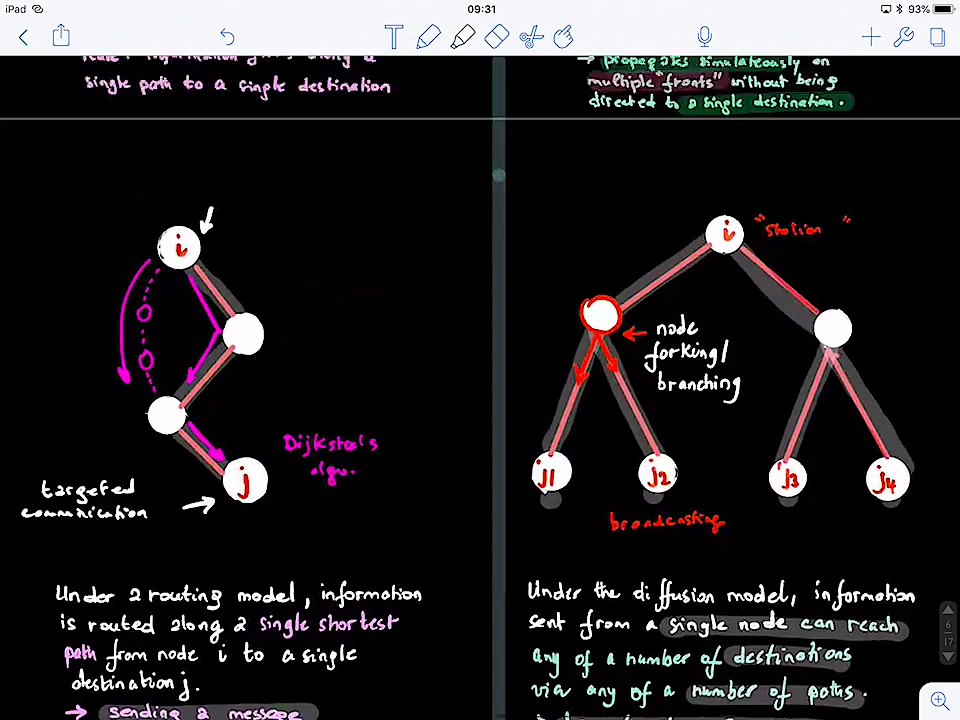 iPad
09:31
93%
T
single path to a single destination
→ propagates simulateously on
multiple "fronts" without being
directed to a single destination.
i
j
Dijkstra's
algo.
targeted
communication
i
node
forking/
branching
j1
j2
j3
j4
broadcasting
Under a routing model, information
is routed along a single shortest
path from node i to a single
destination j.
→ sending a message
Under the diffusion model, information
sent from a single node can reach
any of a number of destinations
via any of a number of paths.
6
17